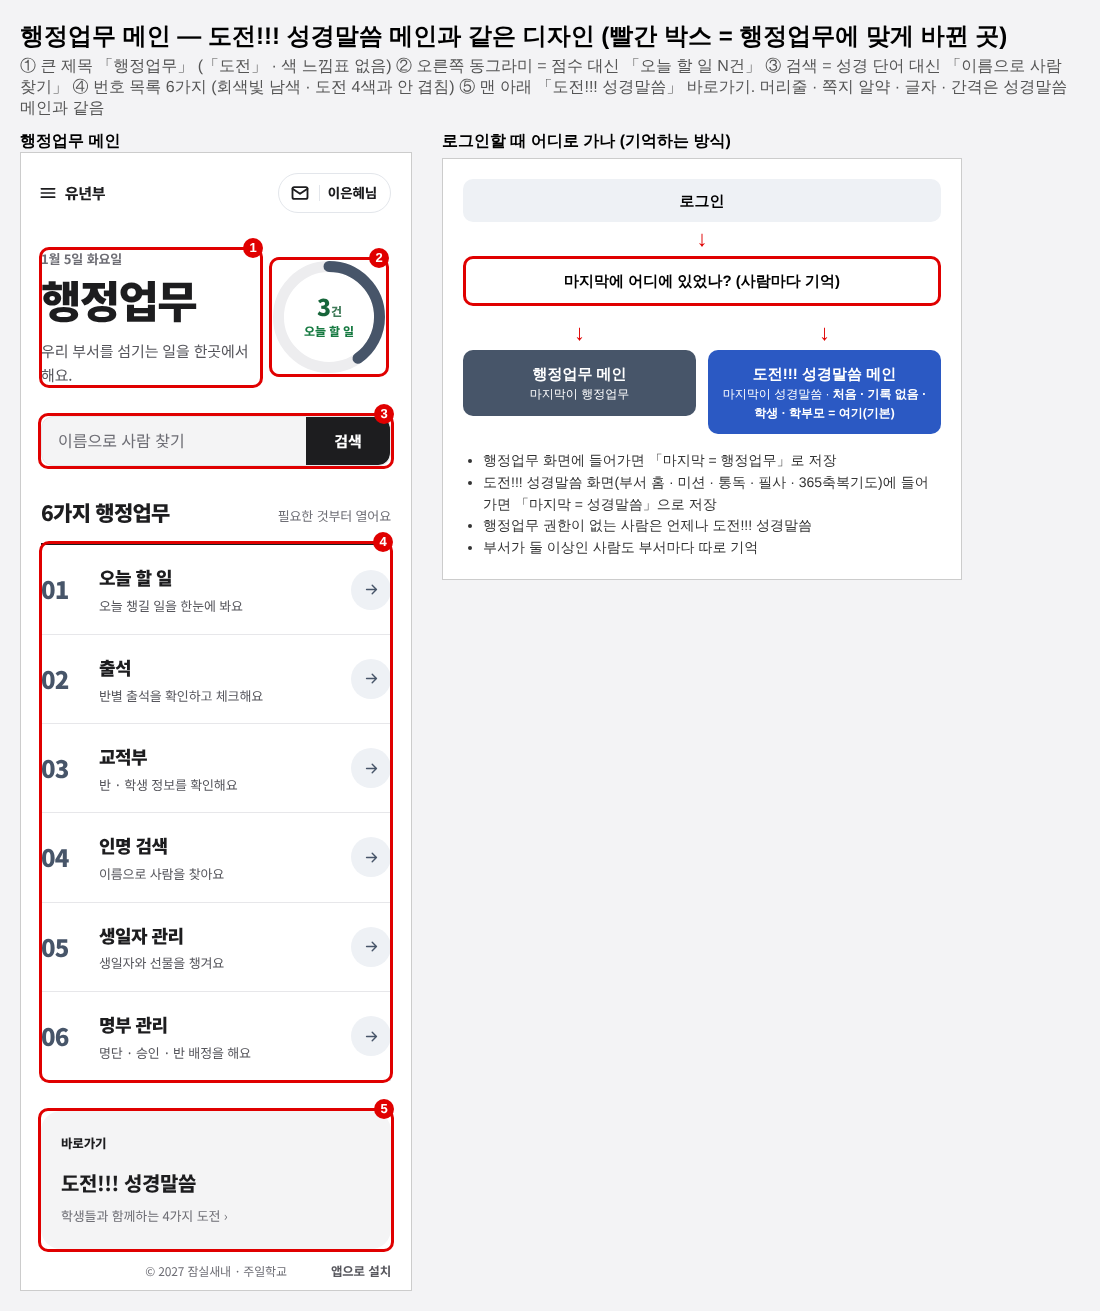 행정업무 메인 — 도전!!! 성경말씀 메인과 같은 디자인 (빨간 박스 = 행정업무에 맞게 바뀐 곳)
① 큰 제목 「행정업무」 (「도전」 · 색 느낌표 없음) ② 오른쪽 동그라미 = 점수 대신 「오늘 할 일 N건」 ③ 검색 = 성경 단어 대신 「이름으로 사람
찾기」 ④ 번호 목록 6가지 (회색빛 남색 · 도전 4색과 안 겹침) ⑤ 맨 아래 「도전!!! 성경말씀」 바로가기. 머리줄 · 쪽지 알약 · 글자 · 간격은 성경말씀
메인과 같음
행정업무 메인
유년부
이은혜님
1
1월 5일 화요일
행정업무
우리 부서를 섬기는 일을 한곳에서
해요.
2
3건
오늘 할 일
3
이름으로 사람 찾기
검색
6가지 행정업무
필요한 것부터 열어요
4
01
오늘 할 일
오늘 챙길 일을 한눈에 봐요
→
02
출석
반별 출석을 확인하고 체크해요
→
03
교적부
반 · 학생 정보를 확인해요
→
04
인명 검색
이름으로 사람을 찾아요
→
05
생일자 관리
생일자와 선물을 챙겨요
→
06
명부 관리
명단 · 승인 · 반 배정을 해요
→
5
바로가기
도전!!! 성경말씀
학생들과 함께하는 4가지 도전 ›
© 2027 잠실새내 · 주일학교
앱으로 설치
로그인할 때 어디로 가나 (기억하는 방식)
로그인
↓
마지막에 어디에 있었나? (사람마다 기억)
↓
↓
행정업무 메인
마지막이 행정업무
도전!!! 성경말씀 메인
마지막이 성경말씀 · 처음 · 기록 없음 ·
학생 · 학부모 = 여기(기본)
• 행정업무 화면에 들어가면 「마지막 = 행정업무」로 저장
• 도전!!! 성경말씀 화면(부서 홈 · 미션 · 통독 · 필사 · 365축복기도)에 들어
가면 「마지막 = 성경말씀」으로 저장
• 행정업무 권한이 없는 사람은 언제나 도전!!! 성경말씀
• 부서가 둘 이상인 사람도 부서마다 따로 기억